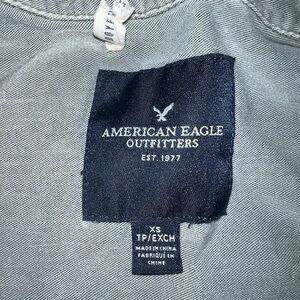 AMERICAN EAGLE
OUTFITTERS
EST. 1977
XS
TP/EXCH
MADE IN CHINA
FABRIQUÉ EN
CHINE